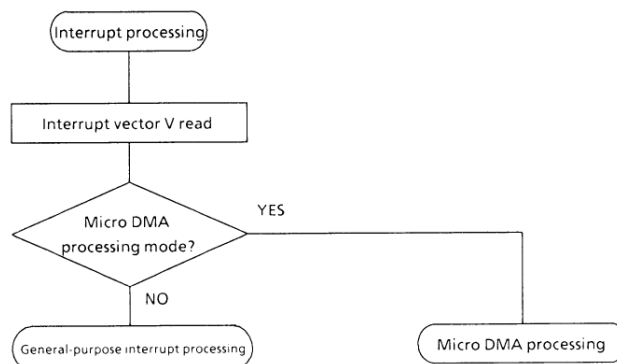 Interrupt processing
Interrupt vector V read
Micro DMA
processing mode?
YES
NO
General-purpose interrupt processing
Micro DMA processing